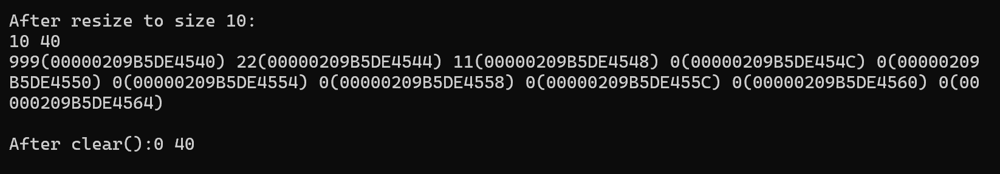 After resize to size 10:
10 40
999(00000209B5DE4540) 22(00000209B5DE4544) 11(00000209B5DE4548) 0(00000209B5DE454C) 0(00000209
B5DE4550) 0(00000209B5DE4554) 0(00000209B5DE4558) 0(00000209B5DE455C) 0(00000209B5DE4560) 0(00
000209B5DE4564)
After clear():0 40